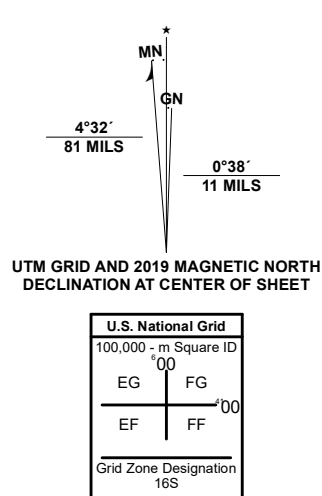 ★
MN
GN
4°32´
81 MILS
0°38´
11 MILS
UTM GRID AND 2019 MAGNETIC NORTH
DECLINATION AT CENTER OF SHEET
U.S. National Grid
100,000 - m Square ID
⁶00
EG FG
⁴¹00
EF FF
Grid Zone Designation
16S